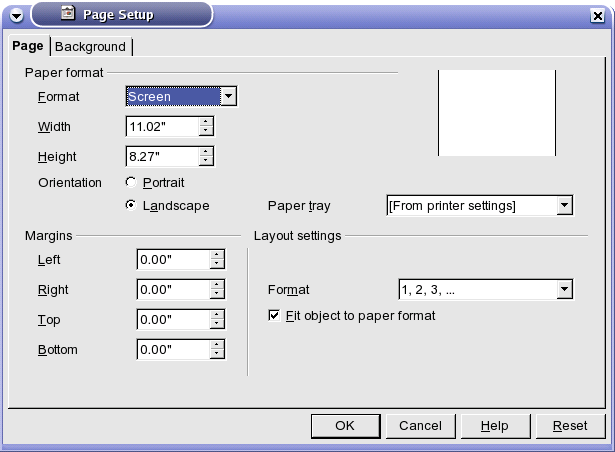 Page Setup
Page Background
Paper format
Format Screen
Width 11.02"
Height 8.27"
Orientation Portrait
Landscape Paper tray [From printer settings]
Margins Layout settings
Left 0.00"
Right 0.00" Format 1, 2, 3, ...
Top 0.00" Fit object to paper format
Bottom 0.00"
OK Cancel Help Reset